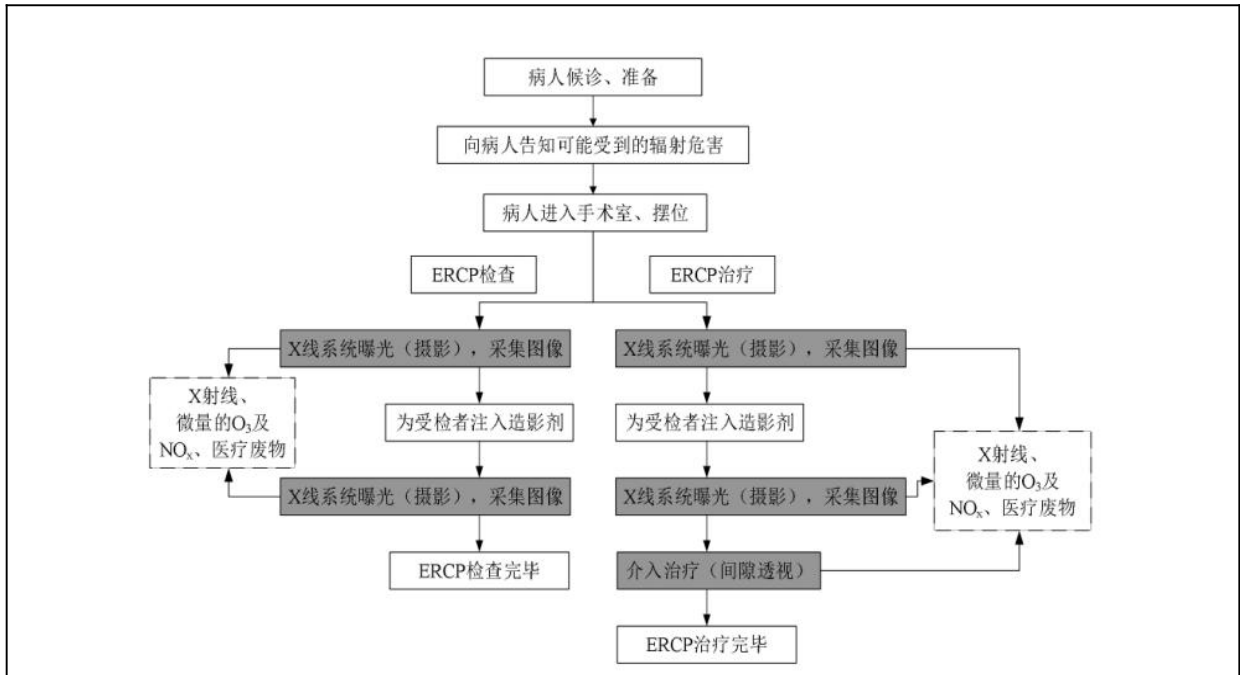 病人候诊、准备
向病人告知可能受到的辐射危害
病人进入手术室、摆位
ERCP检查
ERCP治疗
X线系统曝光（摄影），采集图像
X线系统曝光（摄影），采集图像
X射线、
微量的O₃及
NOₓ、医疗废物
为受检者注入造影剂
为受检者注入造影剂
X射线、
微量的O₃及
NOₓ、医疗废物
X线系统曝光（摄影），采集图像
X线系统曝光（摄影），采集图像
ERCP检查完毕
介入治疗（间隙透视）
ERCP治疗完毕